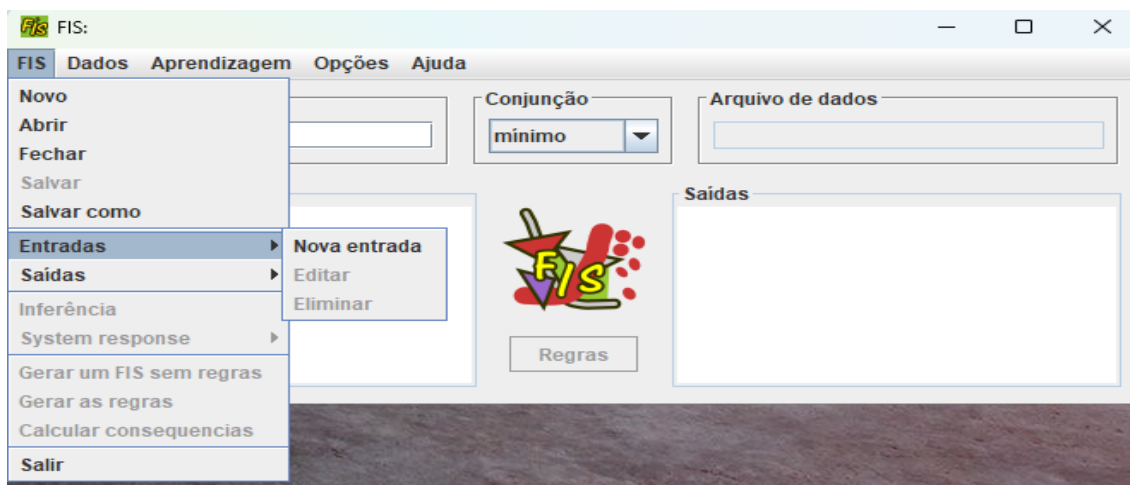 Fis FIS:
FIS Dados Aprendizagem Opções Ajuda
Novo
Abrir
Fechar
Salvar
Salvar como
Entradas
Saídas
Inferência
System response
Gerar um FIS sem regras
Gerar as regras
Calcular consequencias
Salir
Nova entrada
Editar
Eliminar
Conjunção
mínimo
Arquivo de dados
FIS
Regras
Saídas